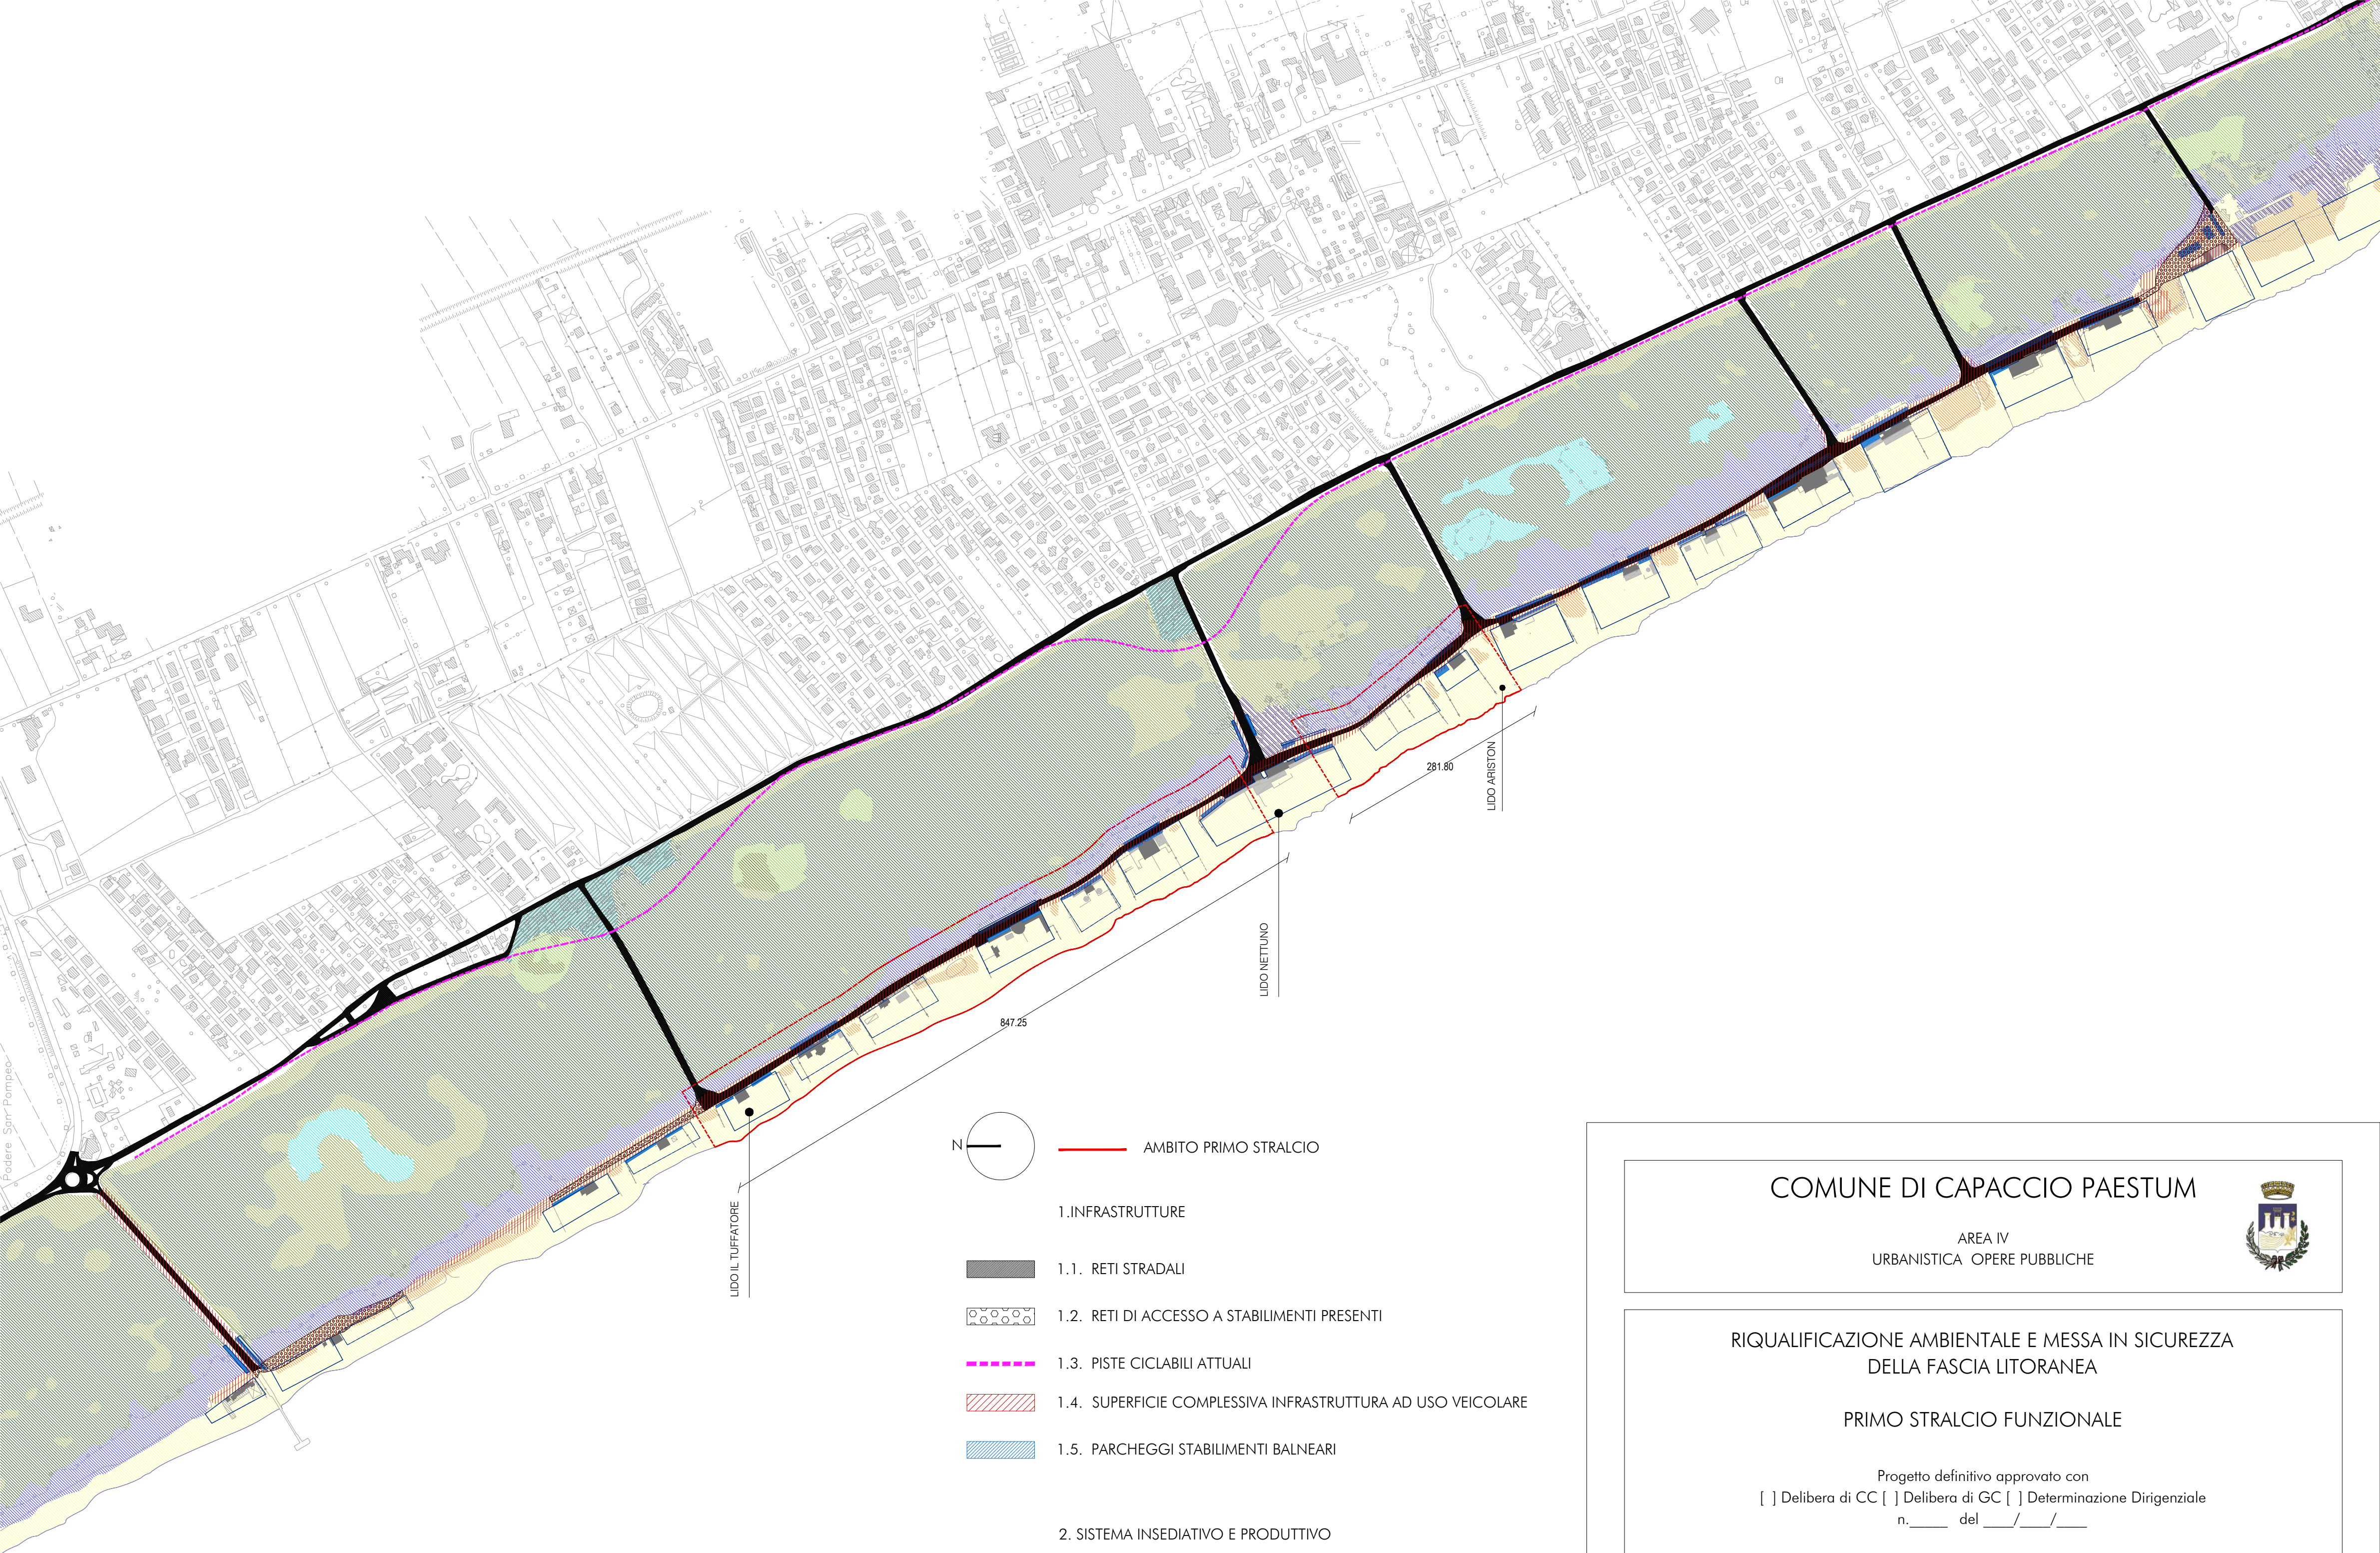 Podere San Pompeo
281.80
LIDO ARISTON
LIDO NETTUNO
847.25
LIDO IL TUFFATORE
N
AMBITO PRIMO STRALCIO
1.INFRASTRUTTURE
1.1. RETI STRADALI
1.2. RETI DI ACCESSO A STABILIMENTI PRESENTI
1.3. PISTE CICLABILI ATTUALI
1.4. SUPERFICIE COMPLESSIVA INFRASTRUTTURA AD USO VEICOLARE
1.5. PARCHEGGI STABILIMENTI BALNEARI
2. SISTEMA INSEDIATIVO E PRODUTTIVO
COMUNE DI CAPACCIO PAESTUM
AREA IV
URBANISTICA OPERE PUBBLICHE
RIQUALIFICAZIONE AMBIENTALE E MESSA IN SICUREZZA
DELLA FASCIA LITORANEA
PRIMO STRALCIO FUNZIONALE
Progetto definitivo approvato con
[ ] Delibera di CC [ ] Delibera di GC [ ] Determinazione Dirigenziale
n._____ del ____/____/____